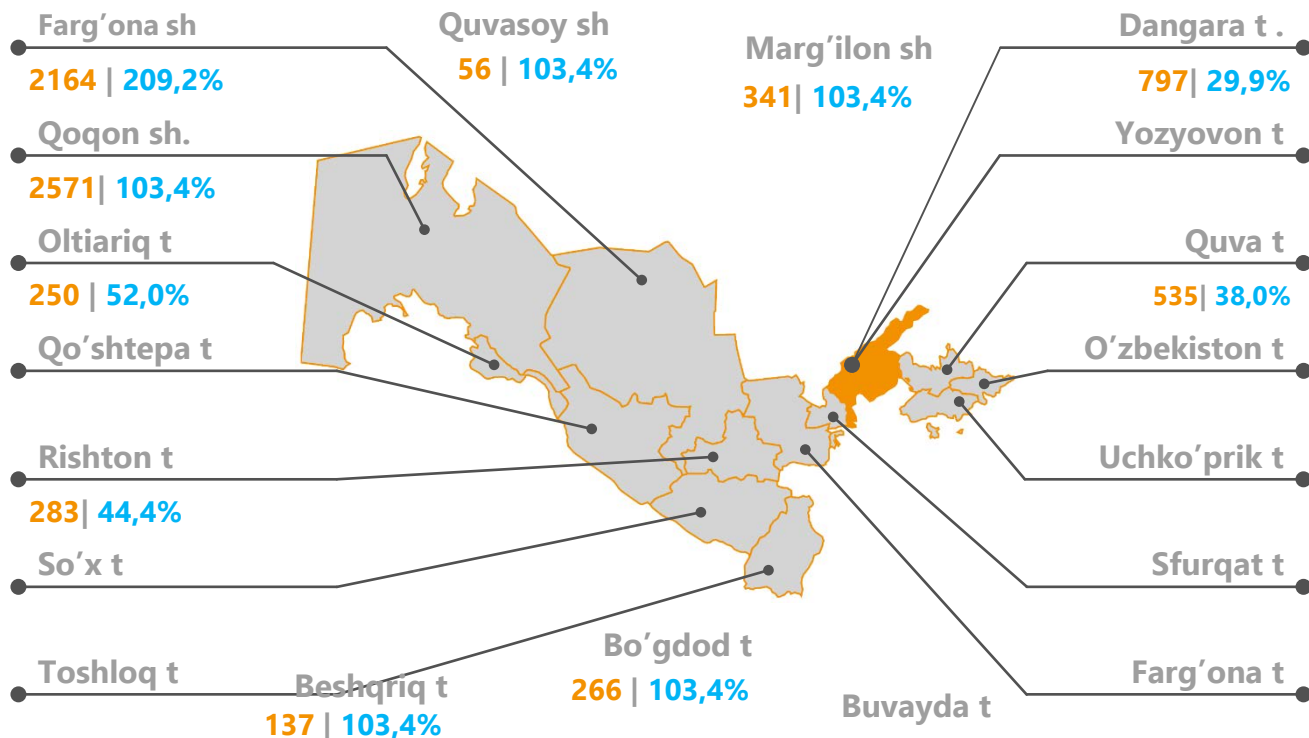 Farg’ona sh
2164 | 209,2%
Quvasoy sh
56 | 103,4%
Marg’ilon sh
341| 103,4%
Dangara t .
797| 29,9%
Qoqon sh.
2571| 103,4%
Yozyovon t
Oltiariq t
250 | 52,0%
Quva t
535| 38,0%
Qo’shtepa t
O’zbekiston t
Rishton t
283| 44,4%
Uchko’prik t
So’x t
Sfurqat t
Toshloq t
Beshqriq t
137 | 103,4%
Bo’gdod t
266 | 103,4%
Buvayda t
Farg’ona t